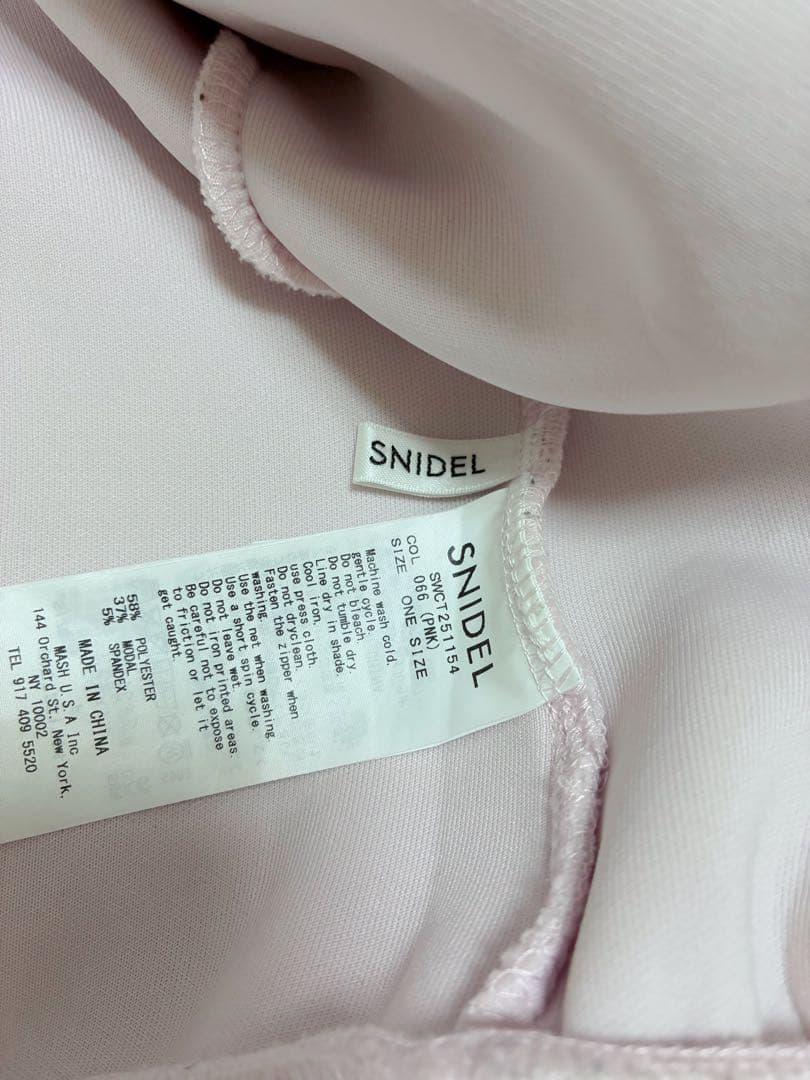 SNIDEL
SNIDEL
SWCT251154
COL 066 (PNK)
SIZE ONE SIZE
Machine wash cold.
gentle cycle.
Do not bleach.
Do not tumble dry.
Line dry in shade.
Cool iron.
use press cloth.
Do not dryclean.
Fasten the zipper when
washing.
Use the net when washing.
Use a short spin cycle.
Do not leave wet.
Do not iron printed areas.
Be careful not to expose
to friction or let it
get caught.
58% POLYESTER
37% MODAL
5% SPANDEX
MADE IN CHINA
MASH U.S.A Inc
144 Orchard St. New York,
NY 10002
TEL 917 409 5520